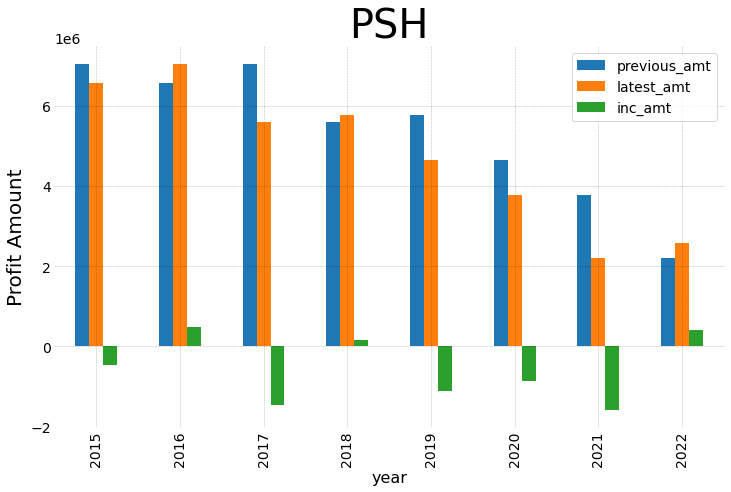 PSH
1e6
previous_amt
latest_amt
inc_amt
Profit Amount
6
4
2
0
−2
2015
2016
2017
2018
2019
2020
2021
2022
year